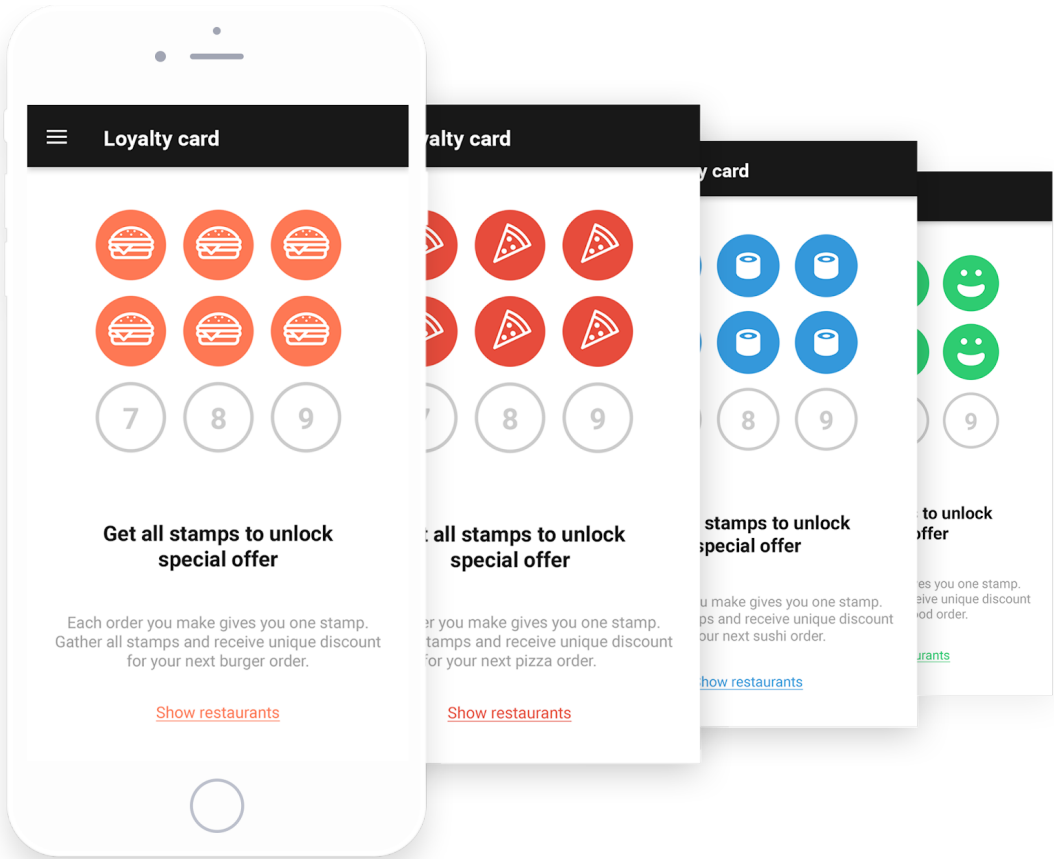 Loyalty card
7 8 9
Get all stamps to unlock
special offer
Each order you make gives you one stamp.
Gather all stamps and receive unique discount
for your next burger order.
Show restaurants
yalty card
8 9
all stamps to unlock
special offer
er you make gives you one stamp.
tamps and receive unique discount
for your next pizza order.
Show restaurants
y card
8 9
stamps to unlock
special offer
u make gives you one stamp.
ps and receive unique discount
our next sushi order.
Show restaurants
9
to unlock
offer
es you one stamp.
eive unique discount
od order.
urants